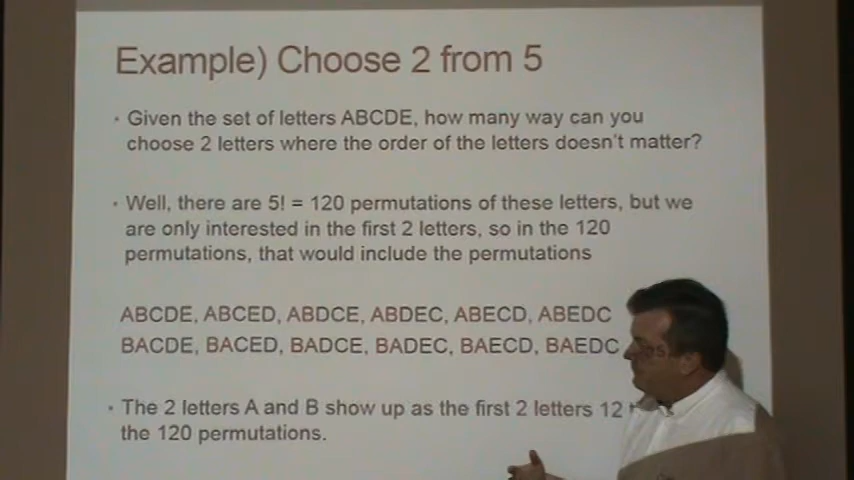 Example) Choose 2 from 5
• Given the set of letters ABCDE, how many way can you
choose 2 letters where the order of the letters doesn't matter?
• Well, there are 5! = 120 permutations of these letters, but we
are only interested in the first 2 letters, so in the 120
permutations, that would include the permutations
ABCDE, ABCED, ABDCE, ABDEC, ABECD, ABEDC
BACDE, BACED, BADCE, BADEC, BAECD, BAEDC
• The 2 letters A and B show up as the first 2 letters 12
the 120 permutations.